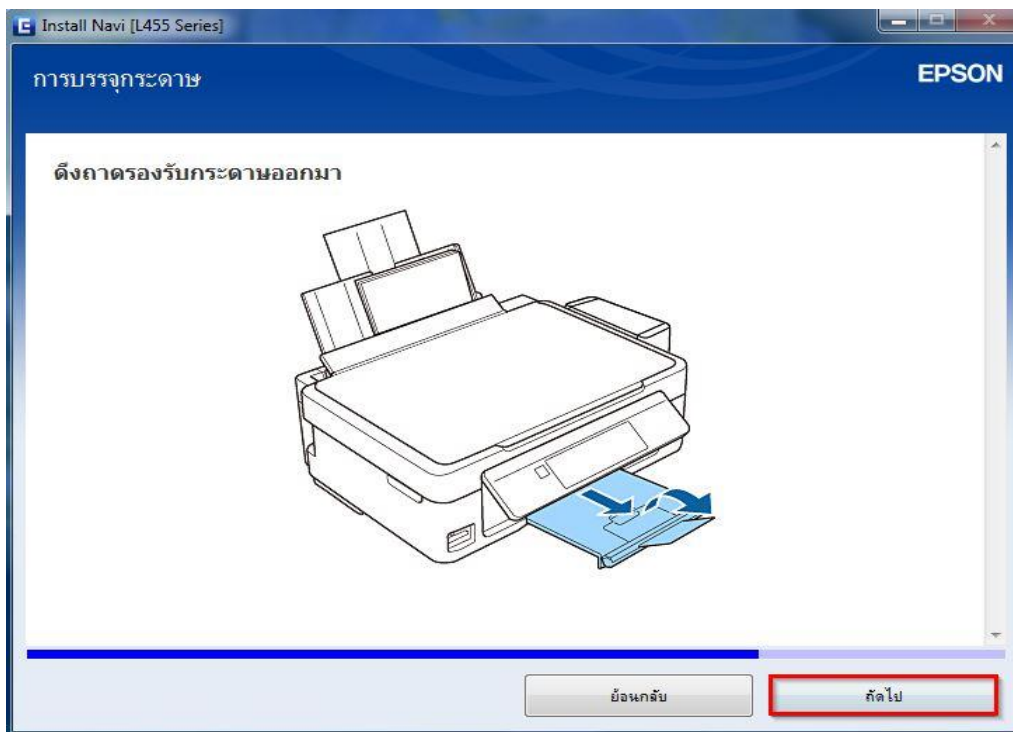 Install Navi [L455 Series]
การบรรจุกระดาษ
EPSON
ดึงถาดรองรับกระดาษออกมา
ย้อนกลับ
ถัดไป